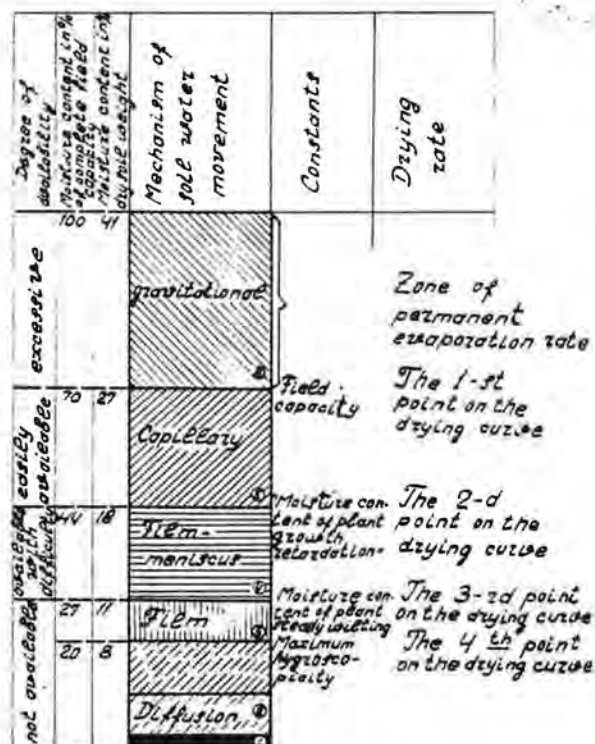 Degree of
availability
Moisture content in %
of complete field
capacity
Moisture content in %
dry soil weight
Mechanism of
soil water
movement
Constants
Drying
rate
100 41
excessive
gravitational
Zone of
permanent
evaporation rate
70 27
Field
capacity
The 1-st
point on the
drying curve
easily
available
Capillary
44 18
Moisture con-
tent of plant
growth
retardation
The 2-d
point on the
drying curve
available
with
difficulty
Film-
meniscus
27 11
Moisture con-
tent of plant
steady wilting
The 3-rd point
on the drying curve
not available
Film
20 8
Maximum
hygrosco-
picity
The 4 th point
on the drying curve
Diffusion